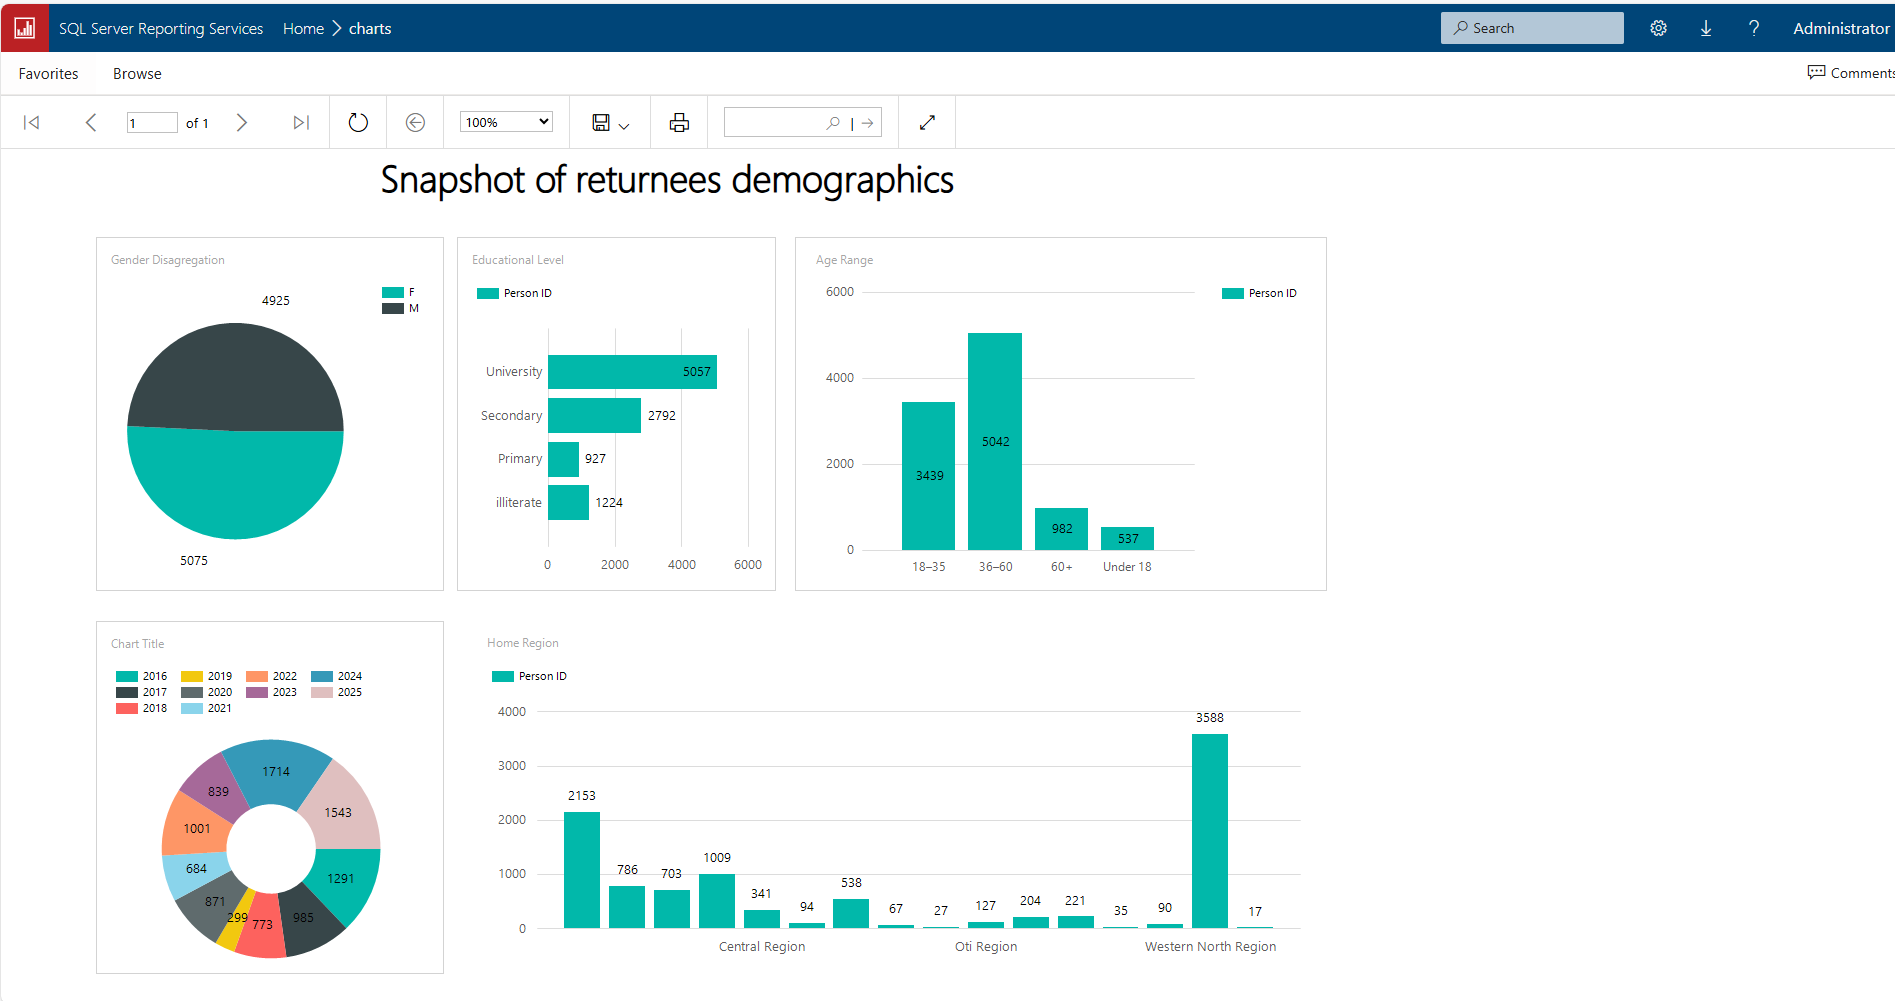 SQL Server Reporting Services Home charts Search ? Administrator
Favorites Browse Comments
1 of 1 100%
Snapshot of returnees demographics
Gender Disagregation
4925
F
M
5075
Educational Level
Person ID
University 5057
Secondary 2792
Primary 927
illiterate 1224
0 2000 4000 6000
Age Range
Person ID
6000
4000
2000
0
3439 5042 982 537
18–35 36–60 60+ Under 18
Chart Title
2016 2019 2022 2024
2017 2020 2023 2025
2018 2021
1714
839
1543
1001
684
1291
871
299
773
985
Home Region
Person ID
4000
3000
2000
1000
0
2153 786 703 1009 341 94 538 67 27 127 204 221 35 90 3588 17
Central Region Oti Region Western North Region